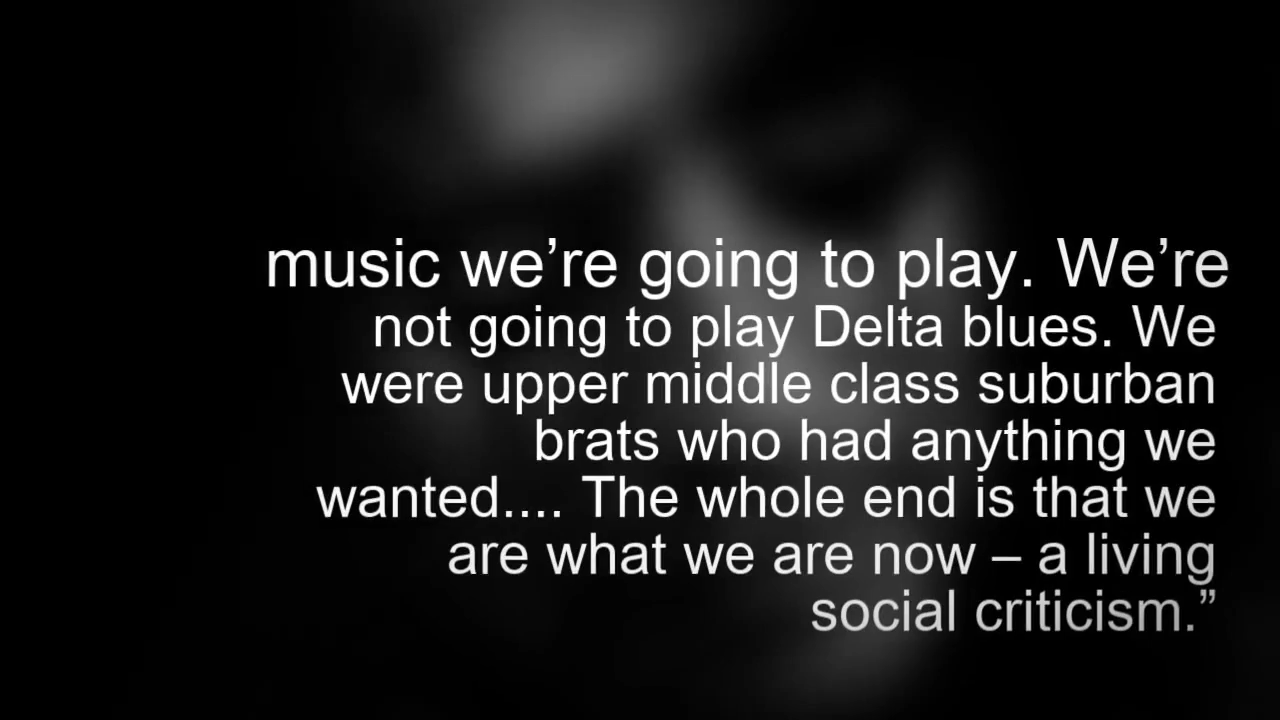 music we’re going to play. We’re
not going to play Delta blues. We
were upper middle class suburban
brats who had anything we
wanted.... The whole end is that we
are what we are now – a living
social criticism.”